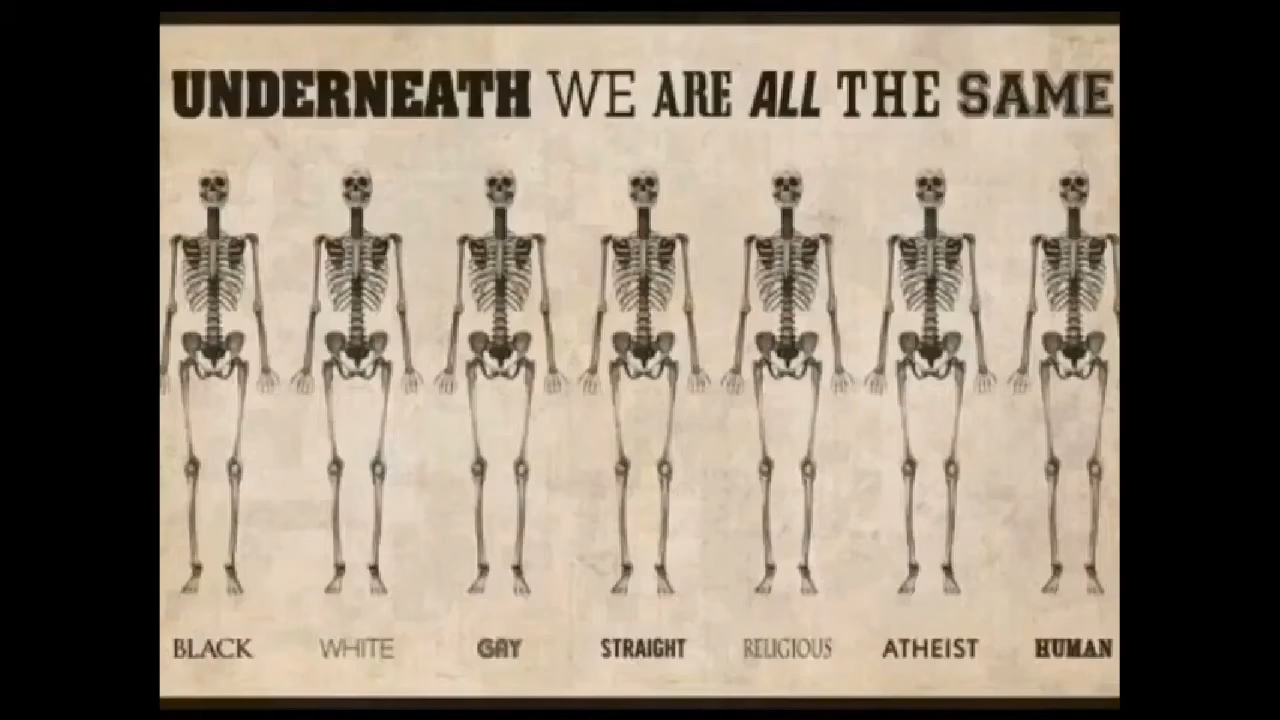 UNDERNEATH WE ARE ALL THE SAME
BLACK WHITE GAY STRAIGHT RELIGIOUS ATHEIST HUMAN